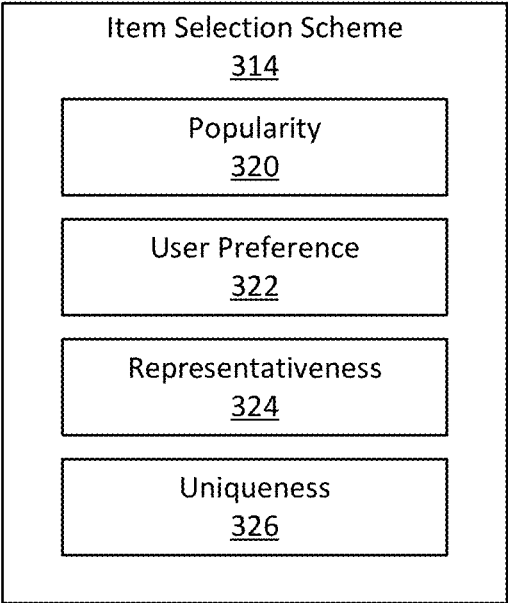 Item Selection Scheme
314
Popularity
320
User Preference
322
Representativeness
324
Uniqueness
326